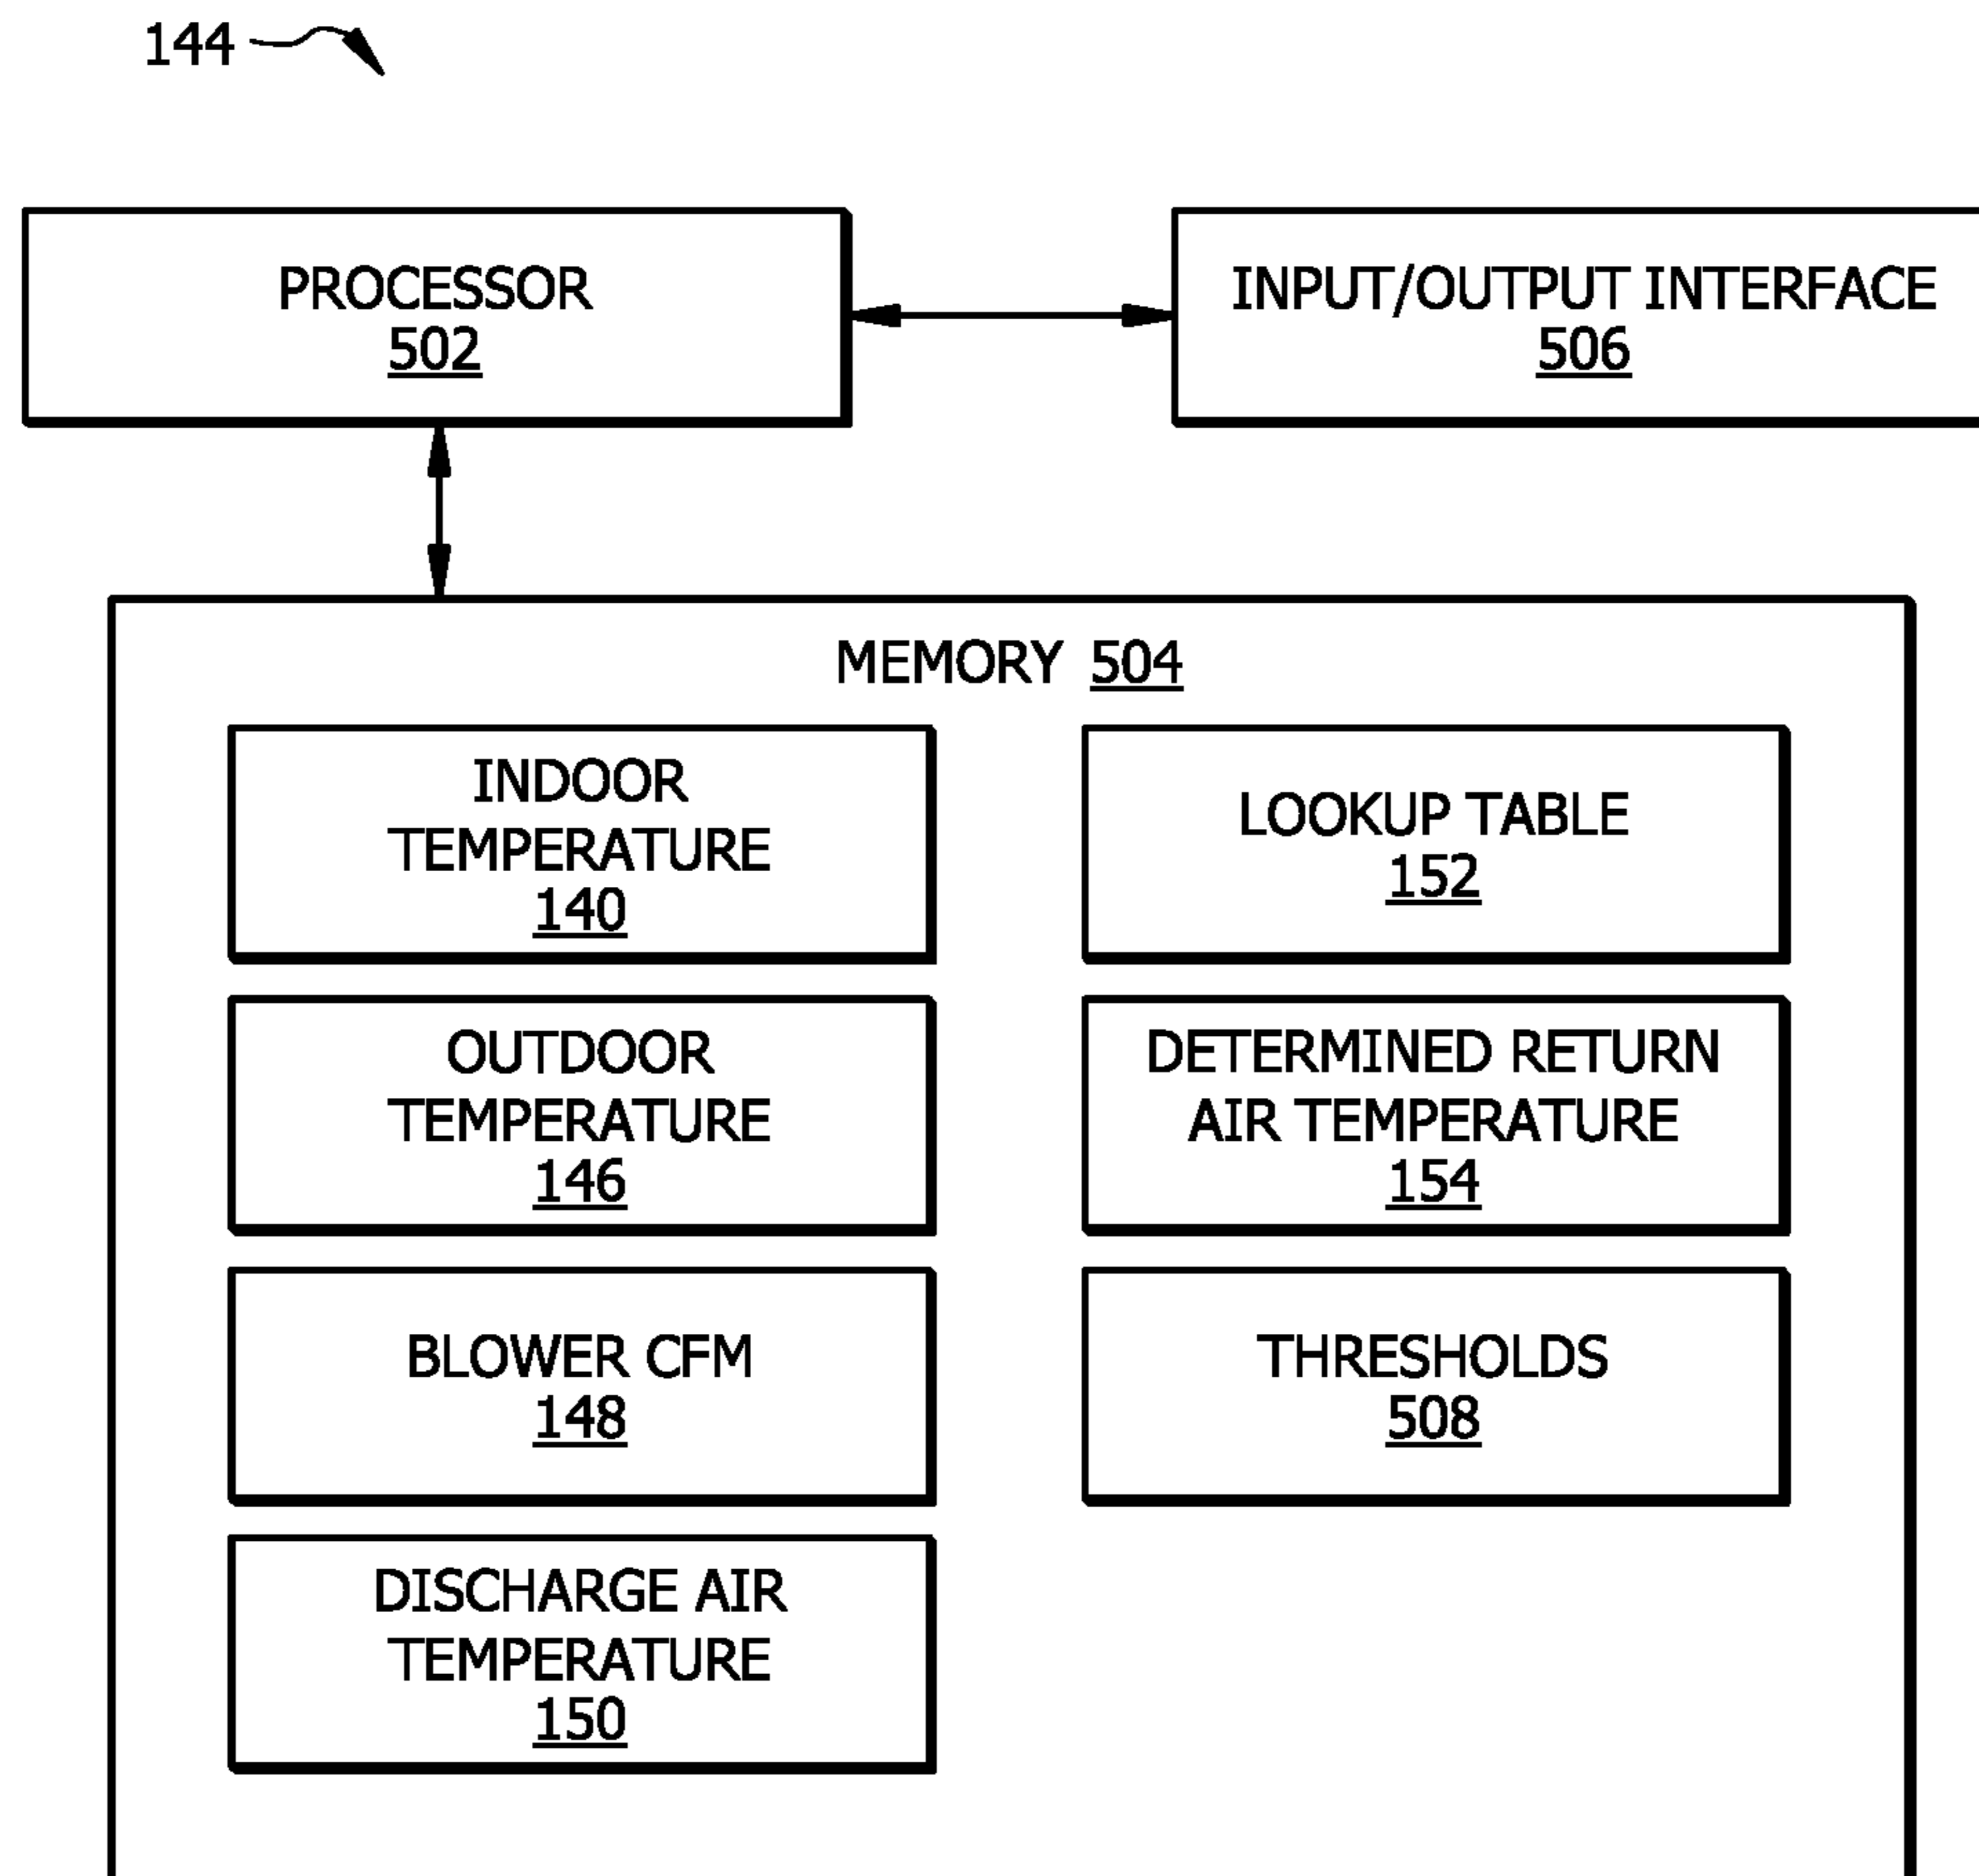 144
PROCESSOR
502
INPUT/OUTPUT INTERFACE
506
MEMORY 504
INDOOR
TEMPERATURE
140
LOOKUP TABLE
152
OUTDOOR
TEMPERATURE
146
DETERMINED RETURN
AIR TEMPERATURE
154
BLOWER CFM
148
THRESHOLDS
508
DISCHARGE AIR
TEMPERATURE
150